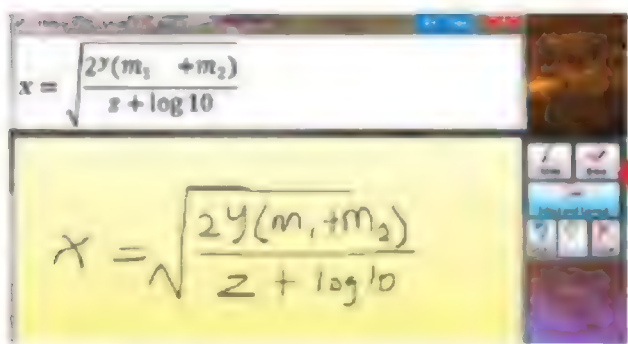 x = √(2^y(m₁ +m₂) / (z + log 10))
x = √(2y(m₁+m₂) / (z + log 10))